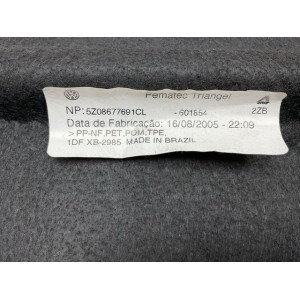 Pematec Triangel
NP: 5Z08677691CL - 601654 2ZB
Data de Fabricação: 16/08/2005 - 22:09
>PP-NF,PET,POM,TPE,
1DF XB-2985 MADE IN BRAZIL